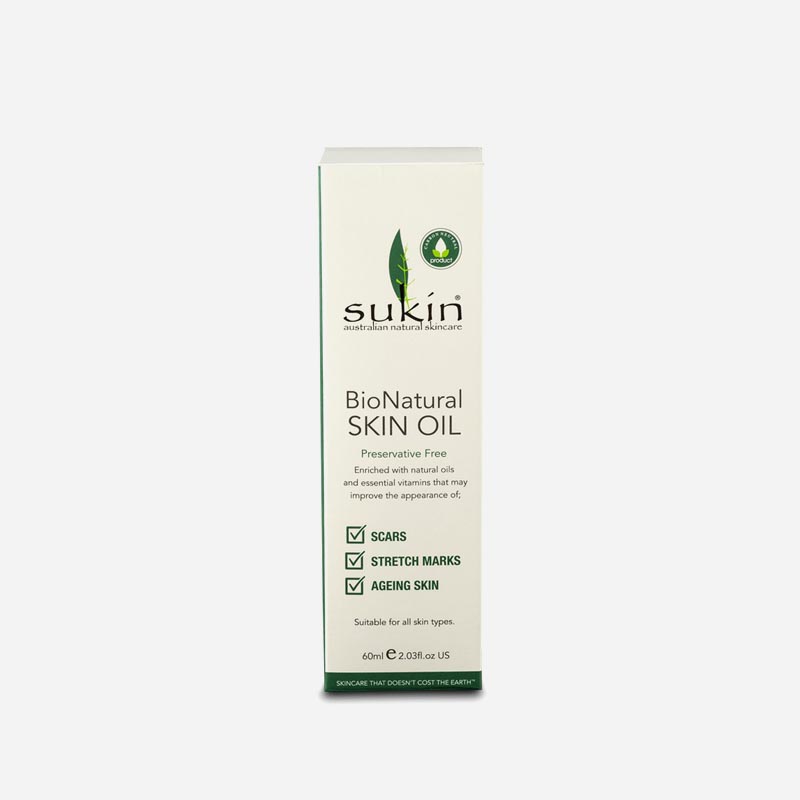 CARBON NEUTRAL
product
sukin®
australian natural skincare
BioNatural
SKIN OIL
Preservative Free
Enriched with natural oils
and essential vitamins that may
improve the appearance of;
SCARS
STRETCH MARKS
AGEING SKIN
Suitable for all skin types.
60ml e 2.03fl.oz US
SKINCARE THAT DOESN'T COST THE EARTH™